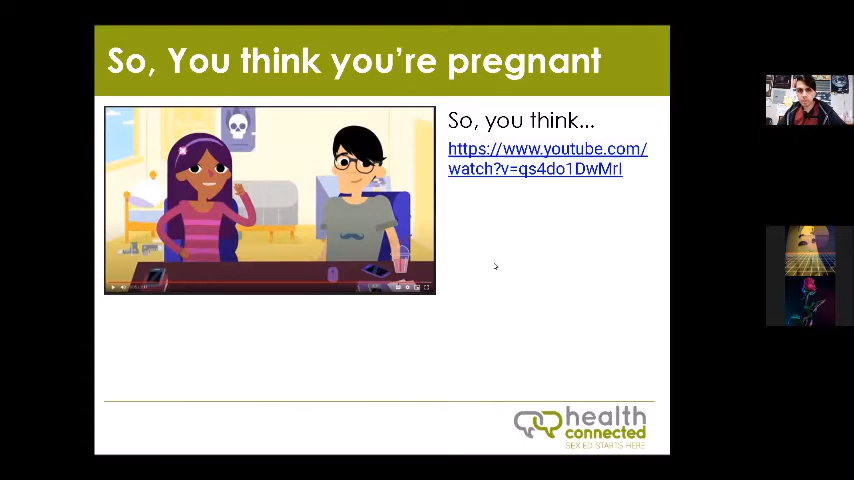 So, You think you're pregnant
So, you think...
https://www.youtube.com/
watch?v=qs4do1DwMrI
health
connected
SEX ED STARTS HERE